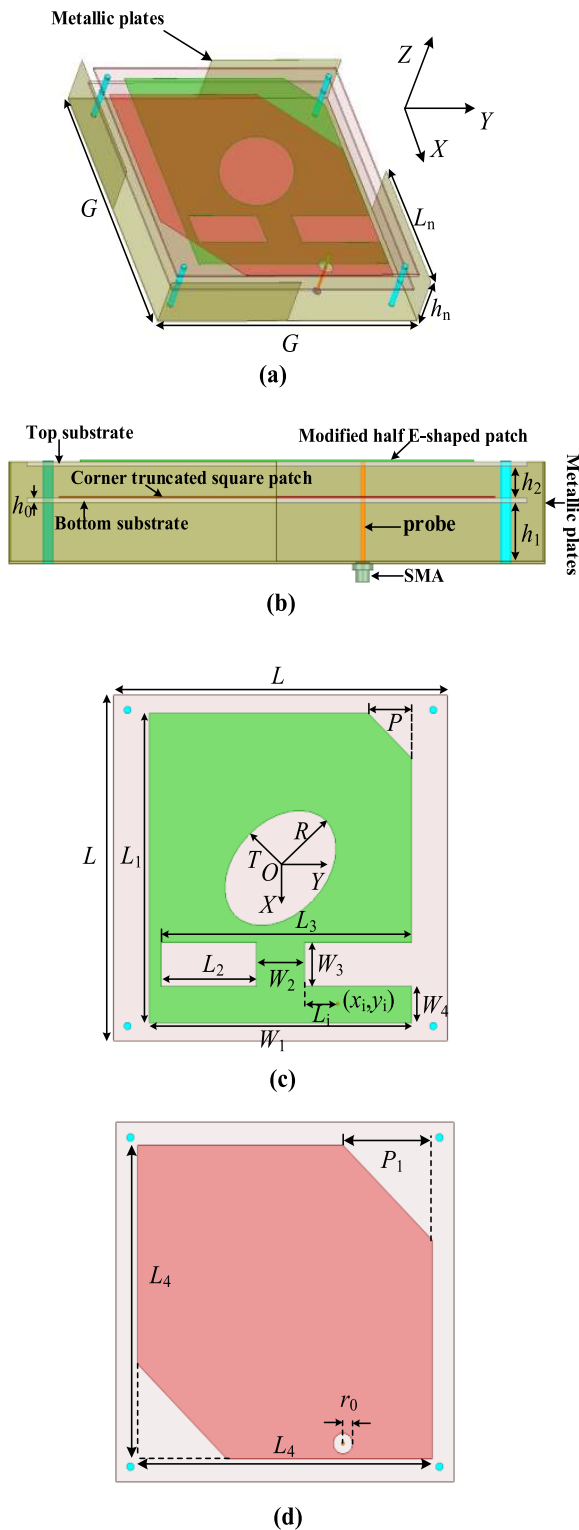 Metallic plates
Z
Y
X
G
Ln
hn
G
(a)
Top substrate
Modified half E-shaped patch
Corner truncated square patch
h0
h2
Bottom substrate
probe
h1
Metallic plates
SMA
(b)
L
P
L
L1
R
T
O
Y
X
L3
L2
W2
W3
Li
(xi,yi)
W4
W1
(c)
P1
L4
r0
L4
(d)